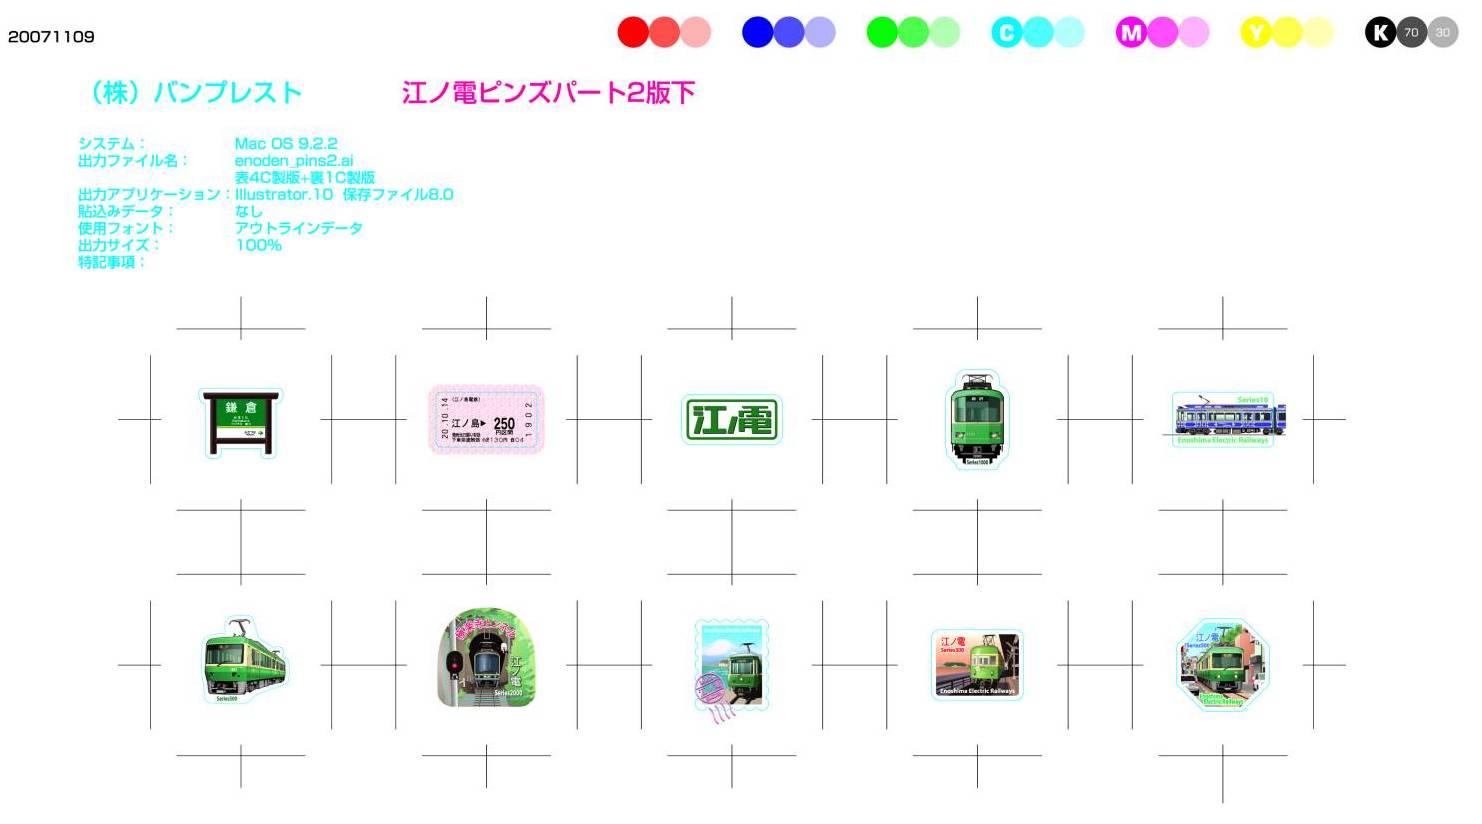 20071109
C M Y K 70 30
（株）バンプレスト 江ノ電ピンズパート2版下
システム： Mac OS 9.2.2
出力ファイル名： enoden_pins2.ai
表4C製版+裏1C製版
出力アプリケーション：Illustrator.10 保存ファイル8.0
貼込みデータ： なし
使用フォント： アウトラインデータ
出力サイズ： 100%
特記事項：
鎌倉
20.10.14
（江ノ島電鉄）
江ノ島▶ 250
円区間
1902
江ノ電
Series1000
Series10
Enoshima Electric Railways
Series500
江ノ電
Series2000
江ノ電
Series300
Enoshima Electric Railways
江ノ電
Series500
Enoshima
Electric Railways